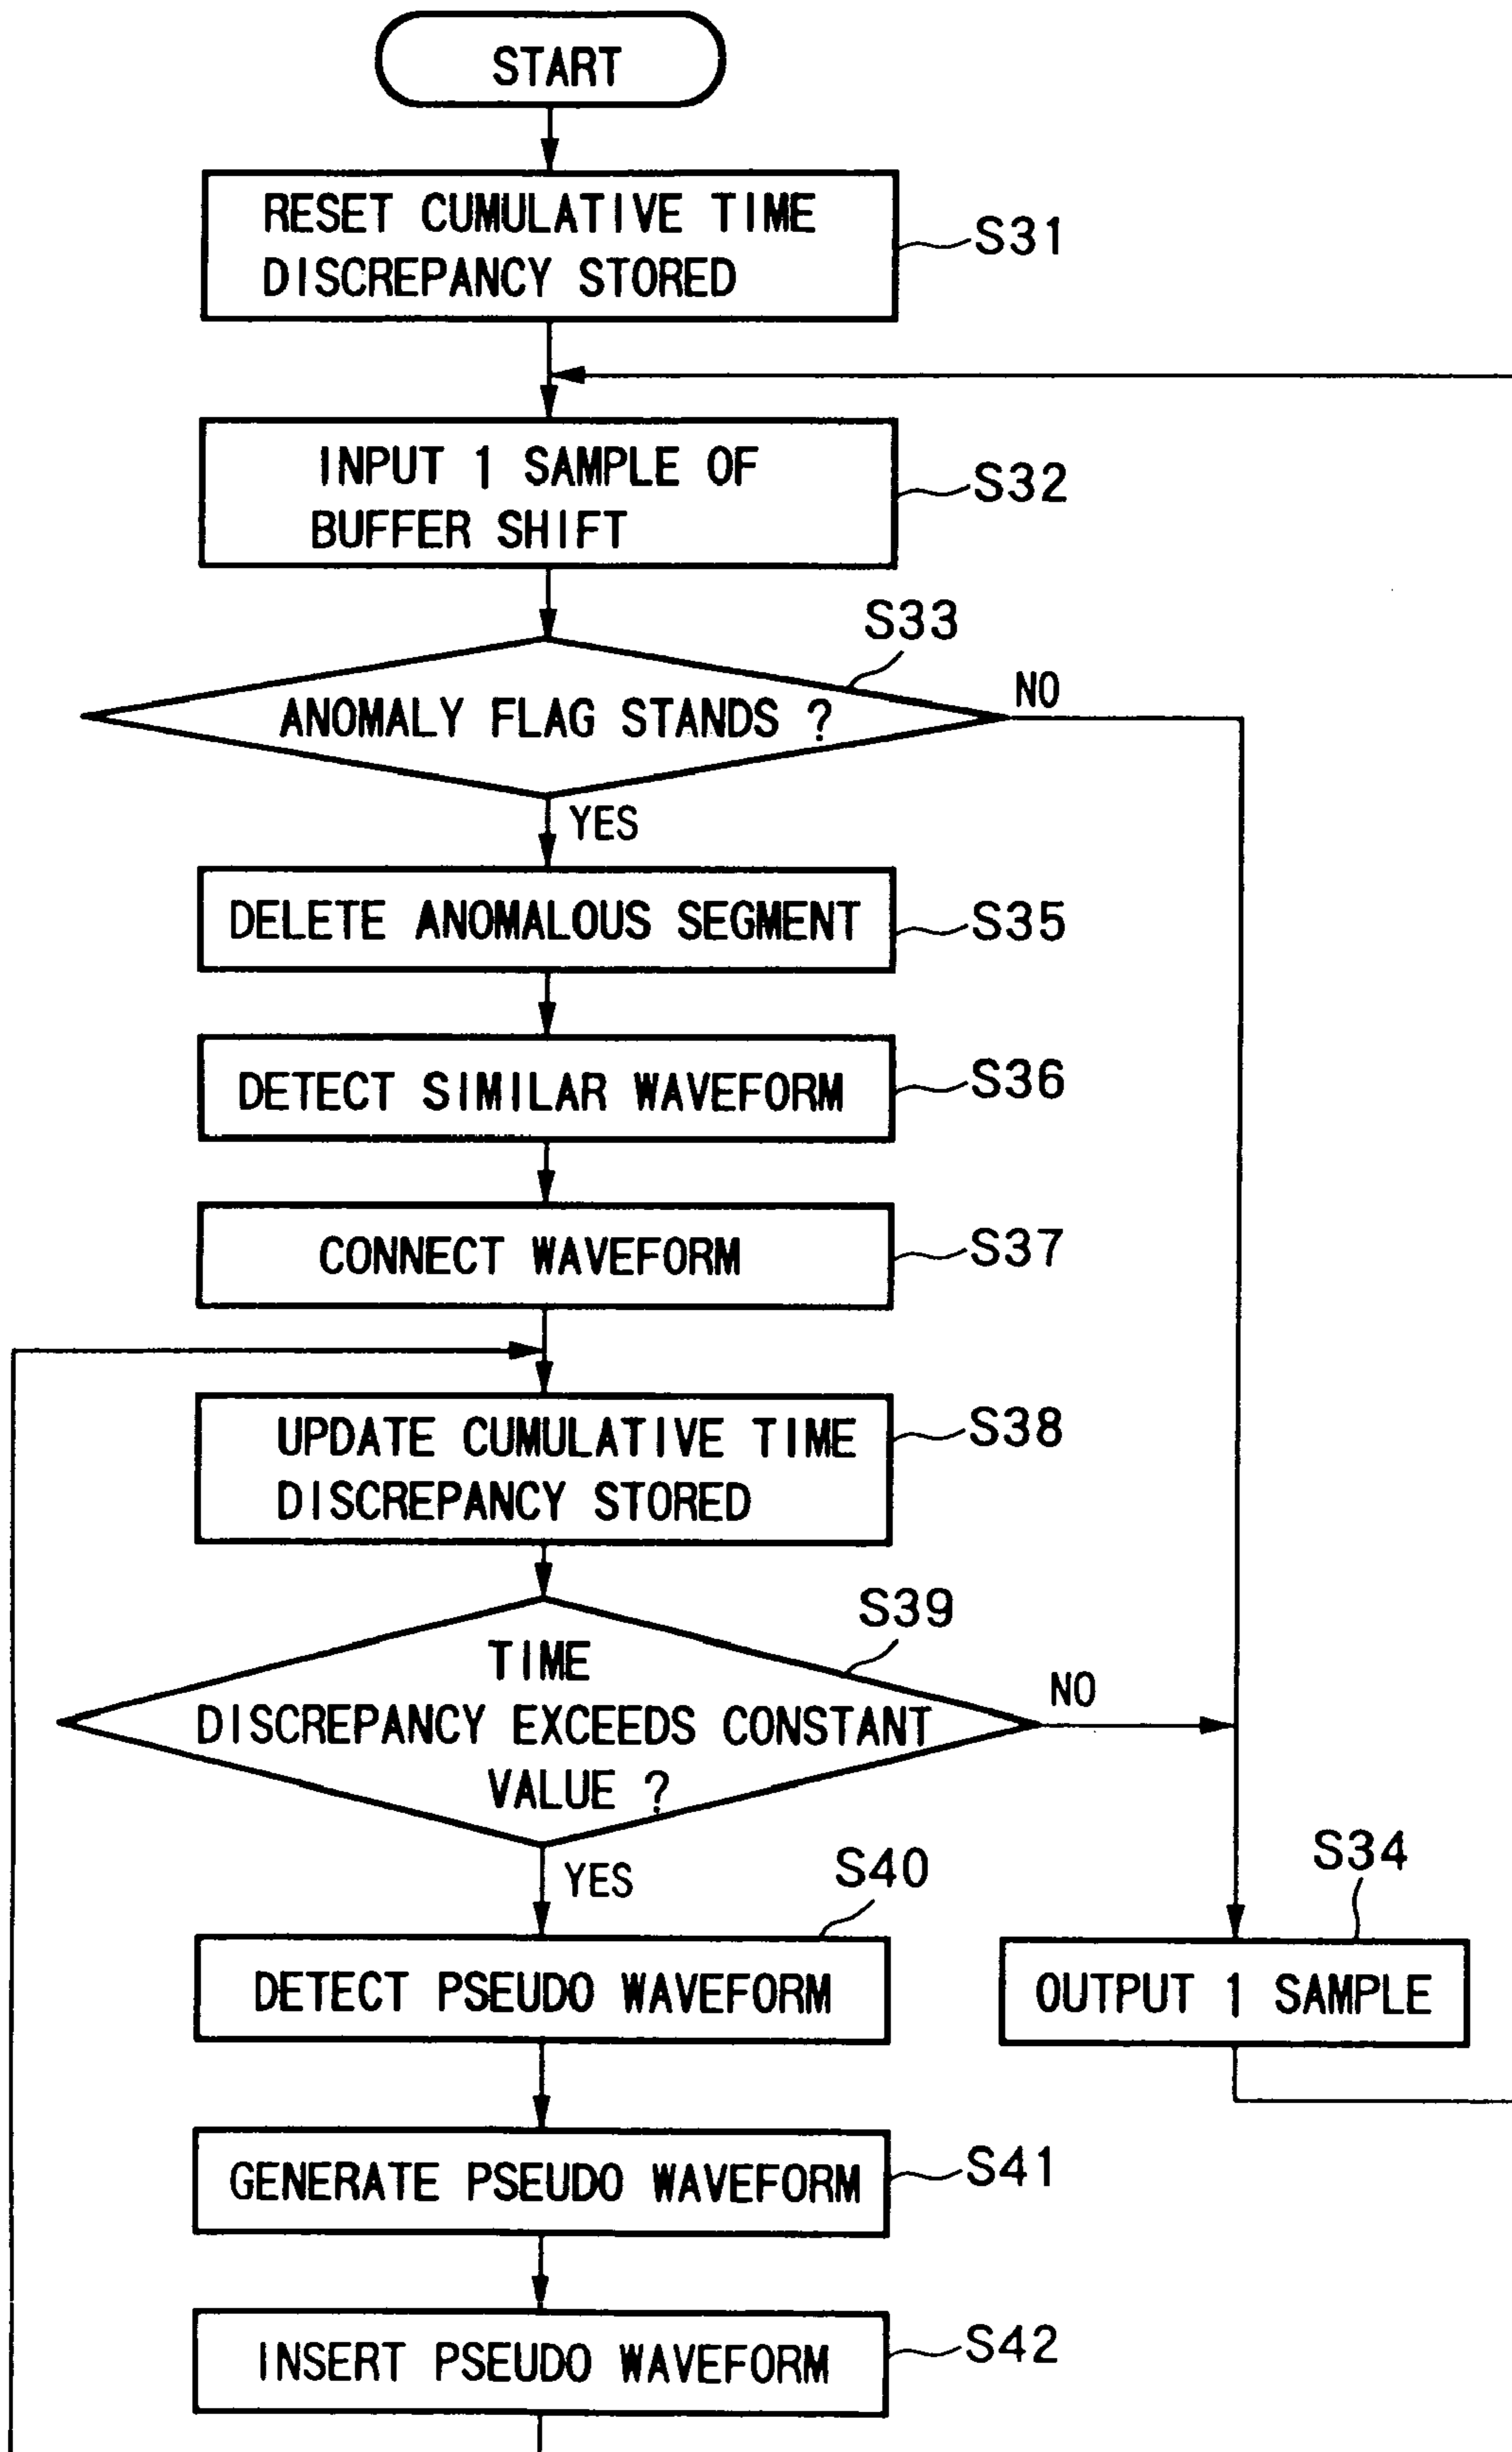 START
RESET CUMULATIVE TIME
DISCREPANCY STORED
S31
INPUT 1 SAMPLE OF
BUFFER SHIFT
S32
S33
ANOMALY FLAG STANDS ?
NO
YES
DELETE ANOMALOUS SEGMENT
S35
DETECT SIMILAR WAVEFORM
S36
CONNECT WAVEFORM
S37
UPDATE CUMULATIVE TIME
DISCREPANCY STORED
S38
S39
TIME
DISCREPANCY EXCEEDS CONSTANT
VALUE ?
NO
YES
S40
DETECT PSEUDO WAVEFORM
S34
OUTPUT 1 SAMPLE
GENERATE PSEUDO WAVEFORM
S41
INSERT PSEUDO WAVEFORM
S42